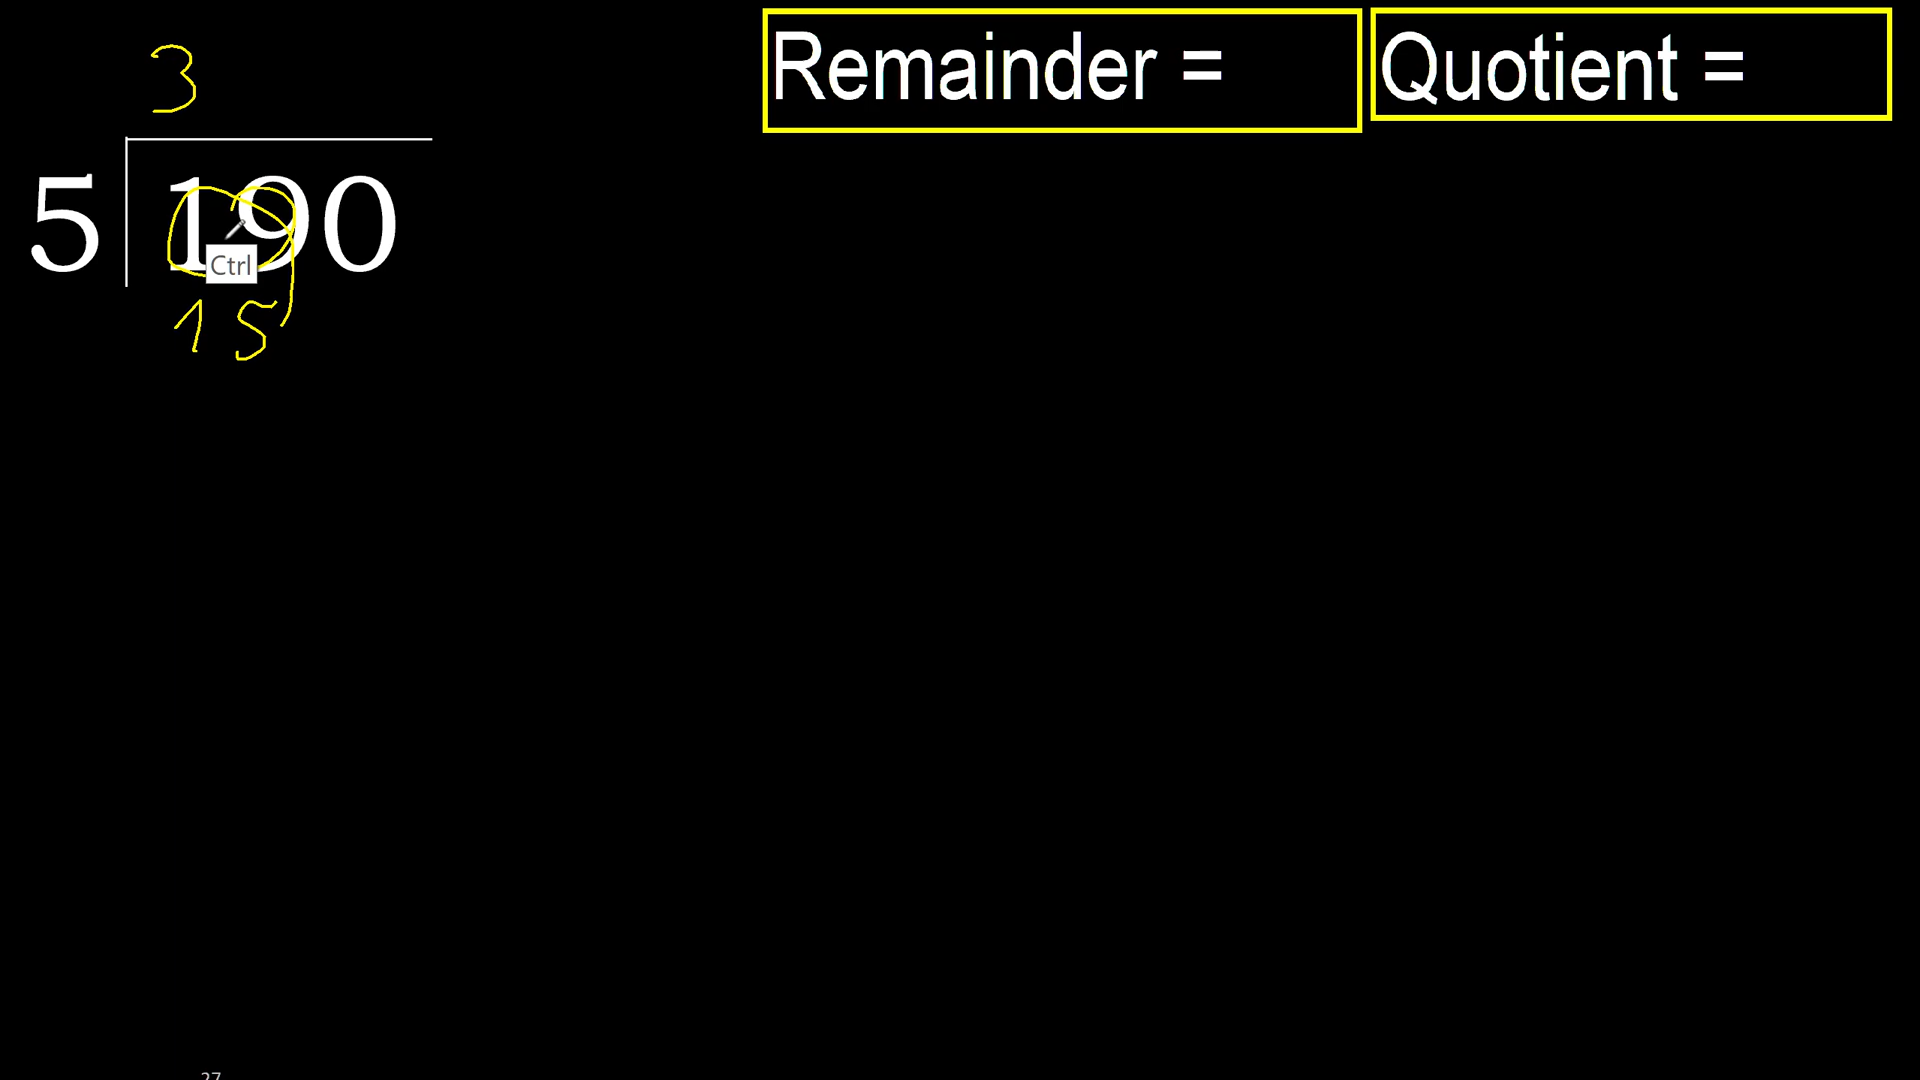 3
Remainder =
Quotient =
5 190
Ctrl
15